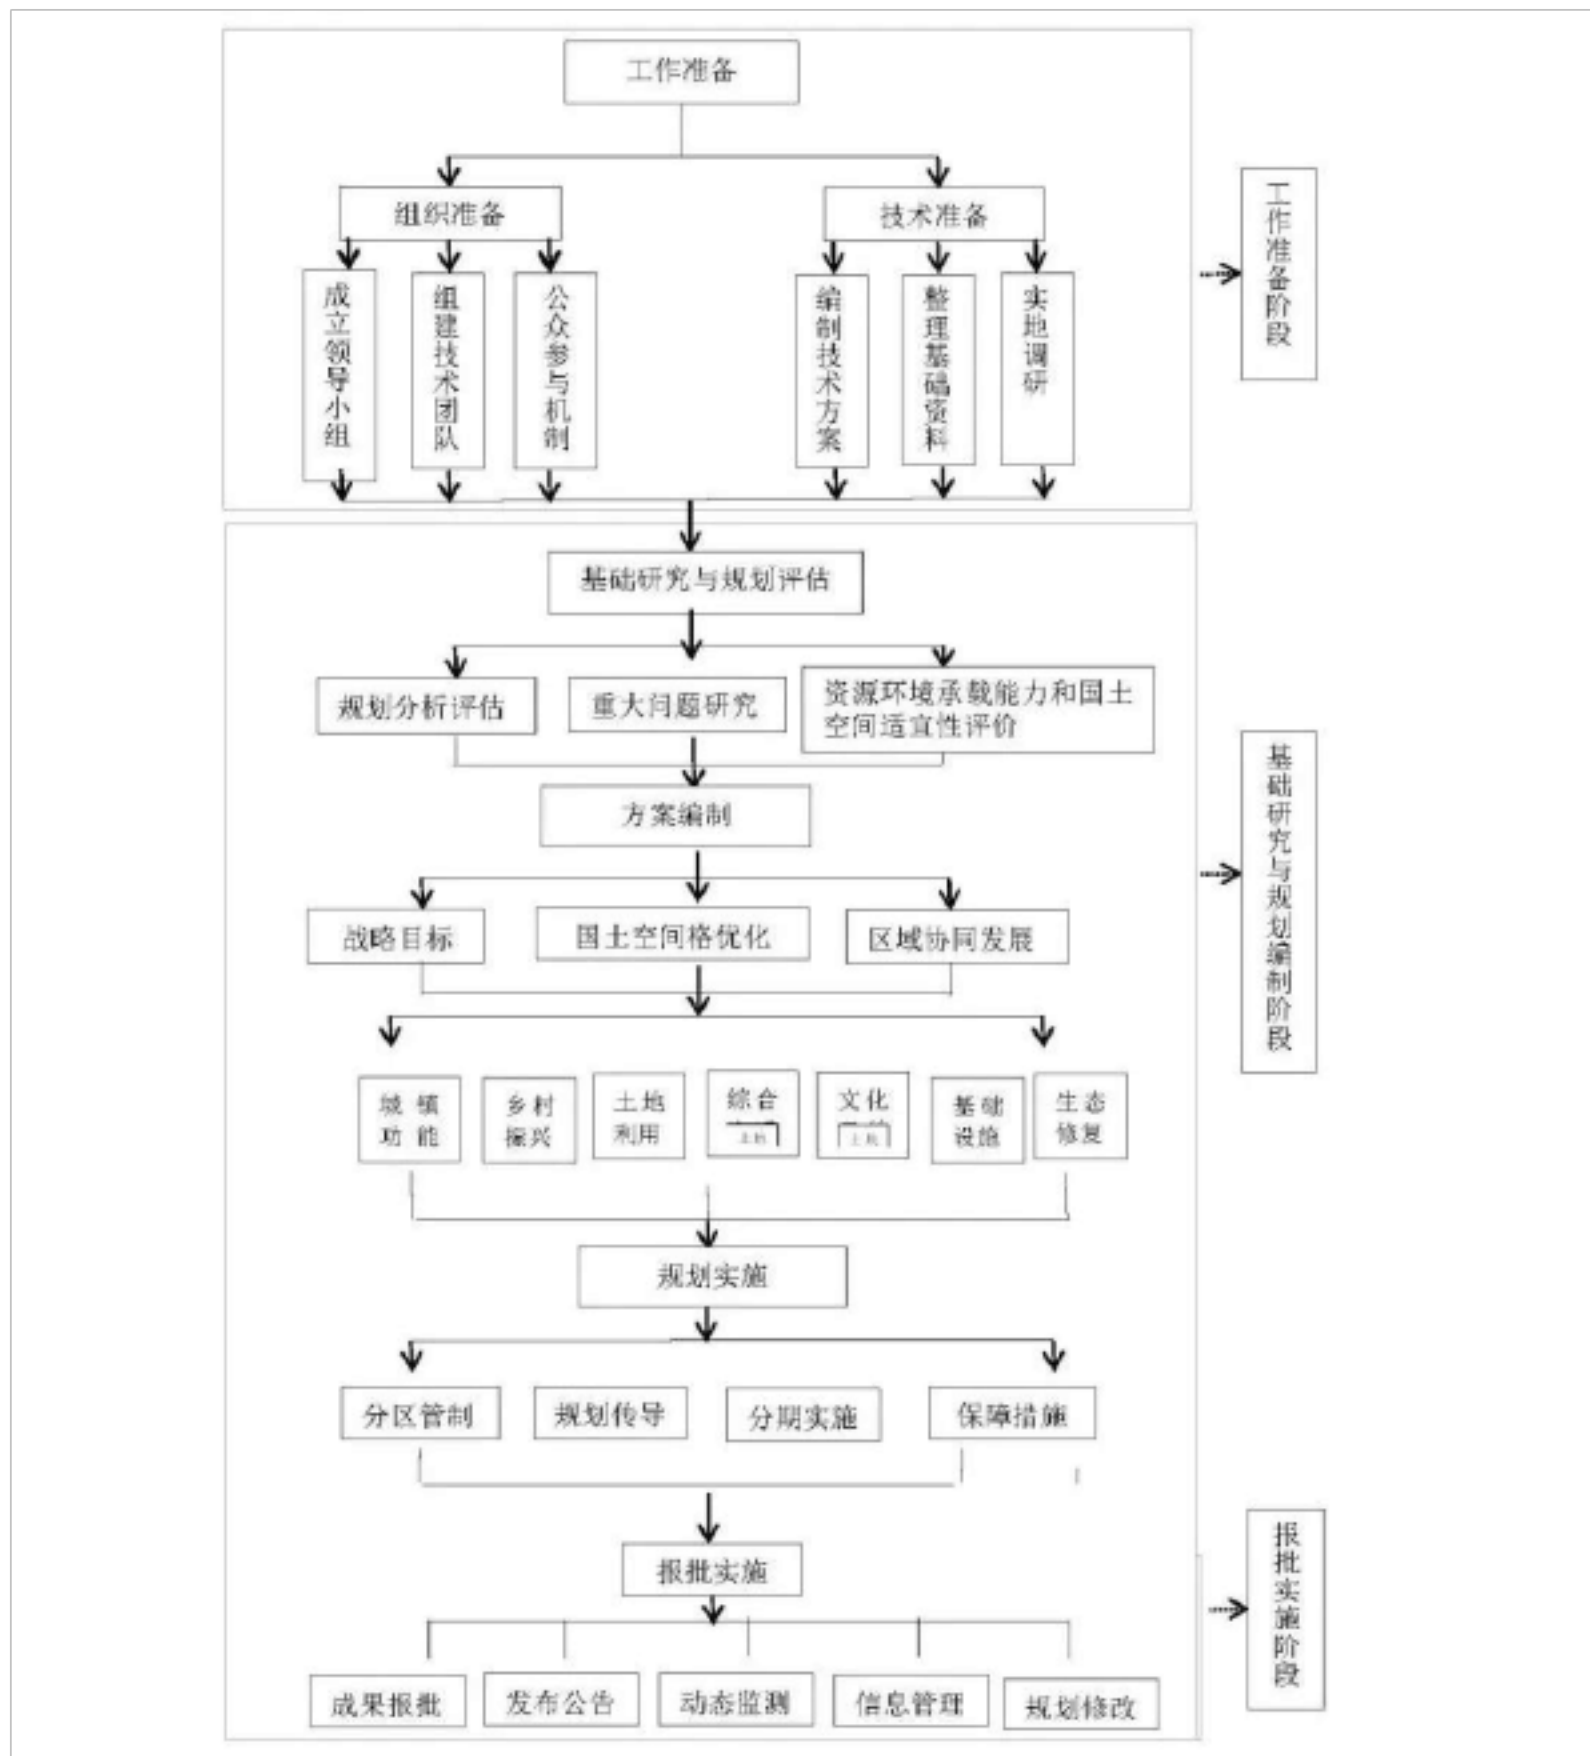 工作准备
组织准备
技术准备
成立领导小组
组建技术团队
公众参与机制
编制技术方案
整理基础资料
实地调研
工作准备阶段
基础研究与规划评估
规划分析评估
重大问题研究
资源环境承载能力和国土
空间适宜性评价
方案编制
战略目标
国土空间格优化
区域协同发展
基础研究与规划编制阶段
城镇
功能
乡村
振兴
土地
利用
综合
文化
基础
设施
生态
修复
规划实施
分区管制
规划传导
分期实施
保障措施
报批实施
成果报批
发布公告
动态监测
信息管理
规划修改
报批实施阶段